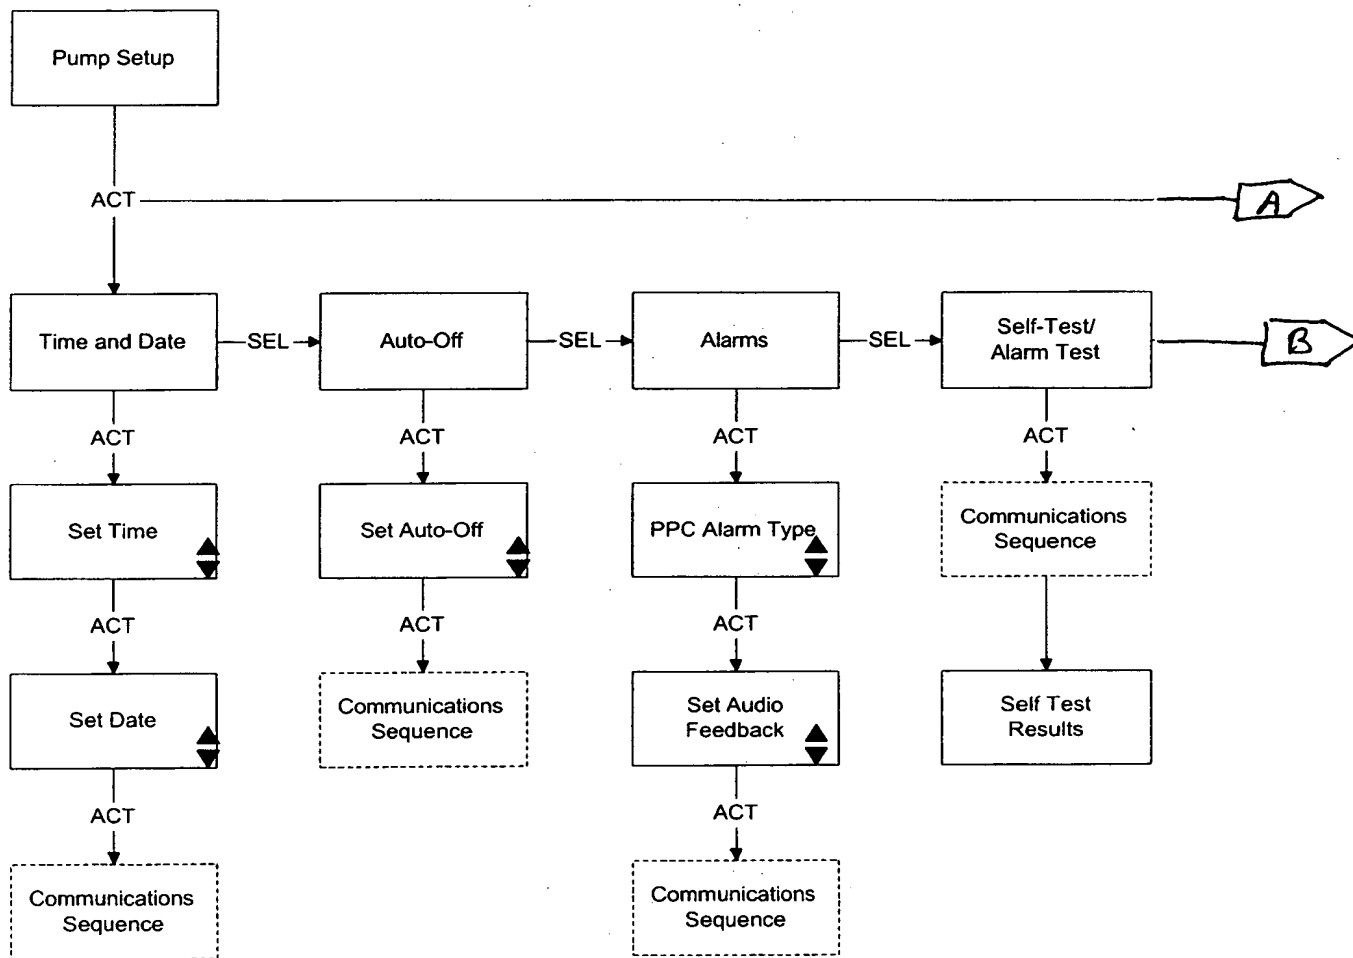 Pump Setup
ACT
A
Time and Date
SEL
Auto-Off
SEL
Alarms
SEL
Self-Test/
Alarm Test
B
ACT
ACT
ACT
ACT
Set Time
Set Auto-Off
PPC Alarm Type
Communications
Sequence
ACT
ACT
ACT
Set Date
Communications
Sequence
Set Audio
Feedback
Self Test
Results
ACT
ACT
Communications
Sequence
Communications
Sequence